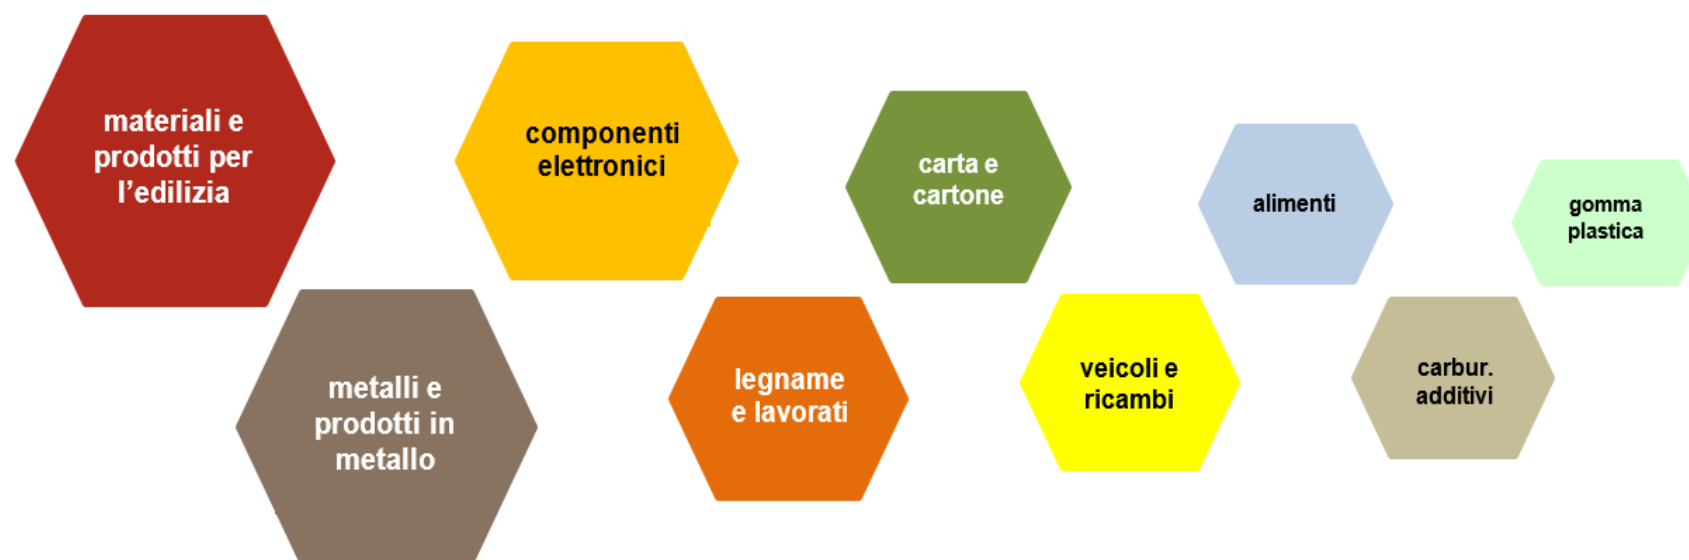 materiali e
prodotti per
l’edilizia
metalli e
prodotti in
metallo
componenti
elettronici
legname
e lavorati
carta e
cartone
veicoli e
ricambi
alimenti
carbur.
additivi
gomma
plastica